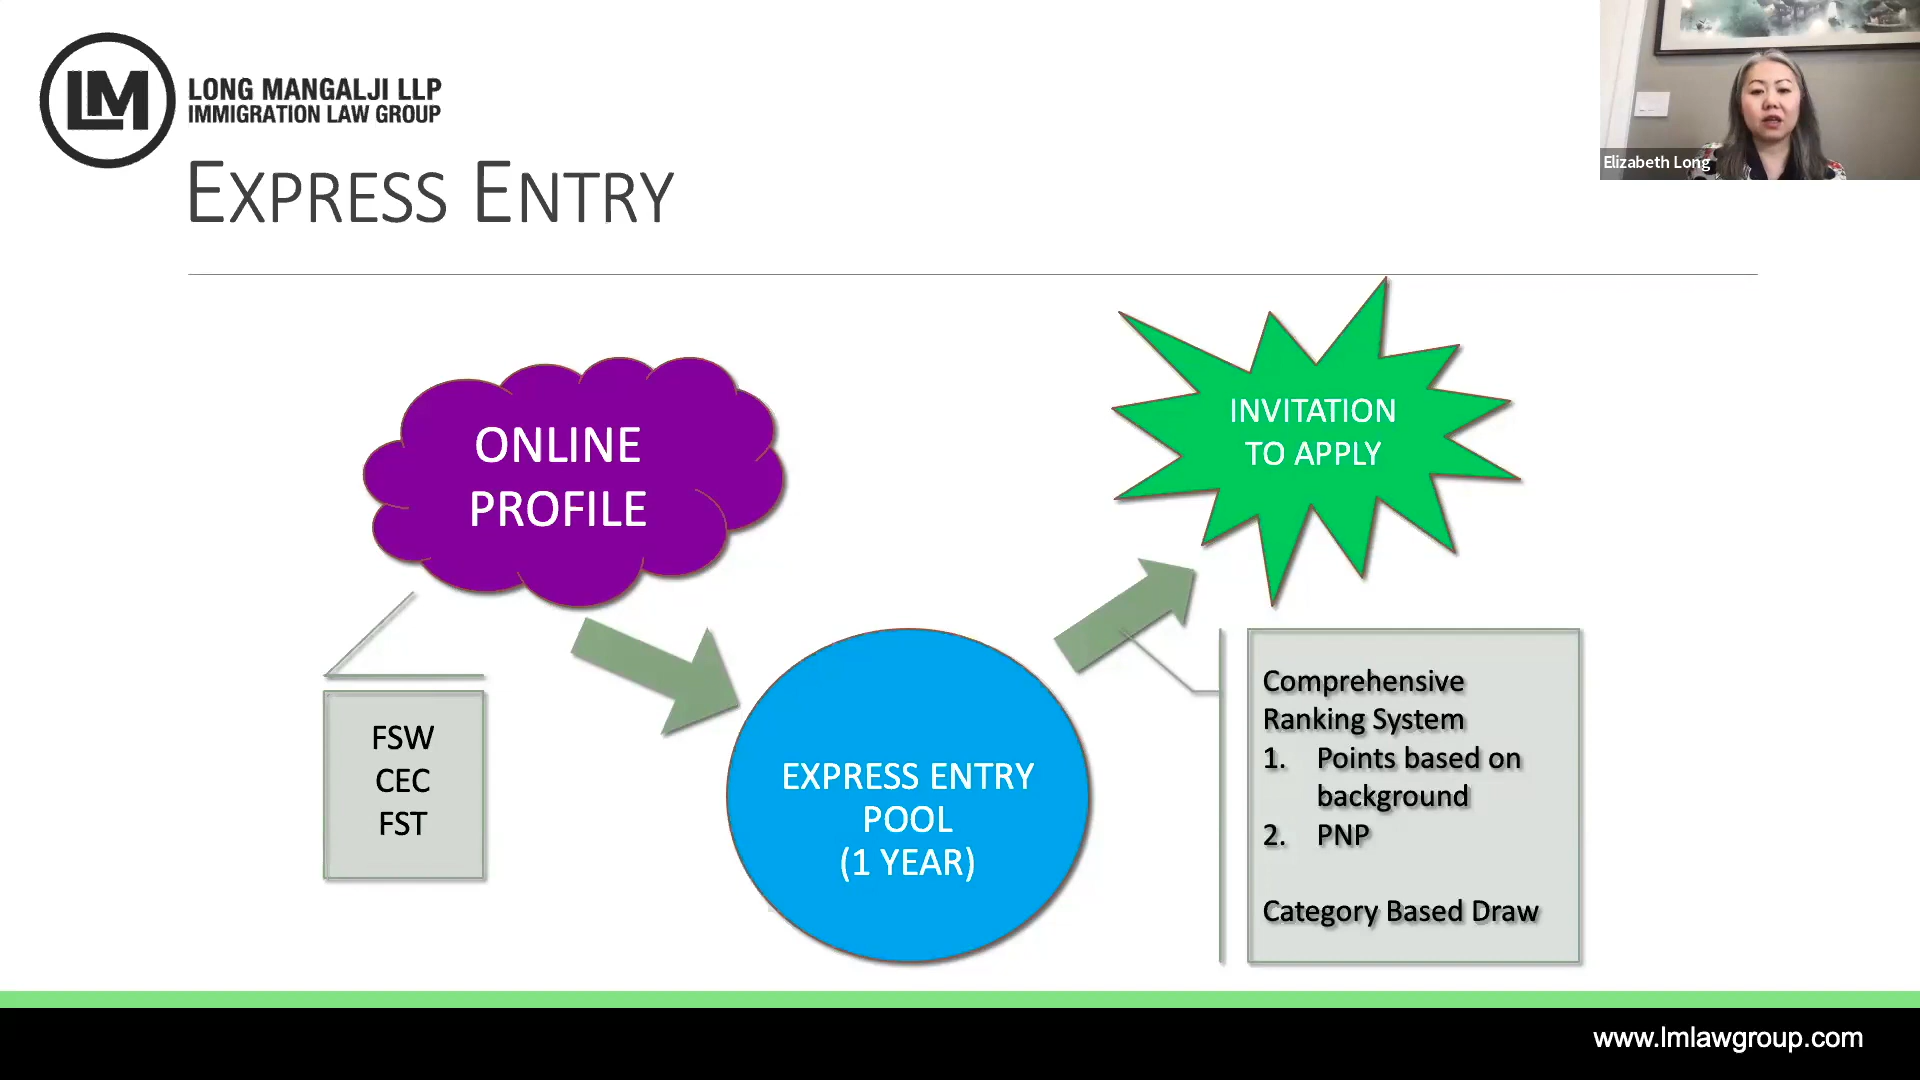 LM
LONG MANGALJI LLP
IMMIGRATION LAW GROUP
Elizabeth Long
EXPRESS ENTRY
ONLINE
PROFILE
INVITATION
TO APPLY
FSW
CEC
FST
EXPRESS ENTRY
POOL
(1 YEAR)
Comprehensive
Ranking System
1. Points based on
background
2. PNP
Category Based Draw
www.lmlawgroup.com